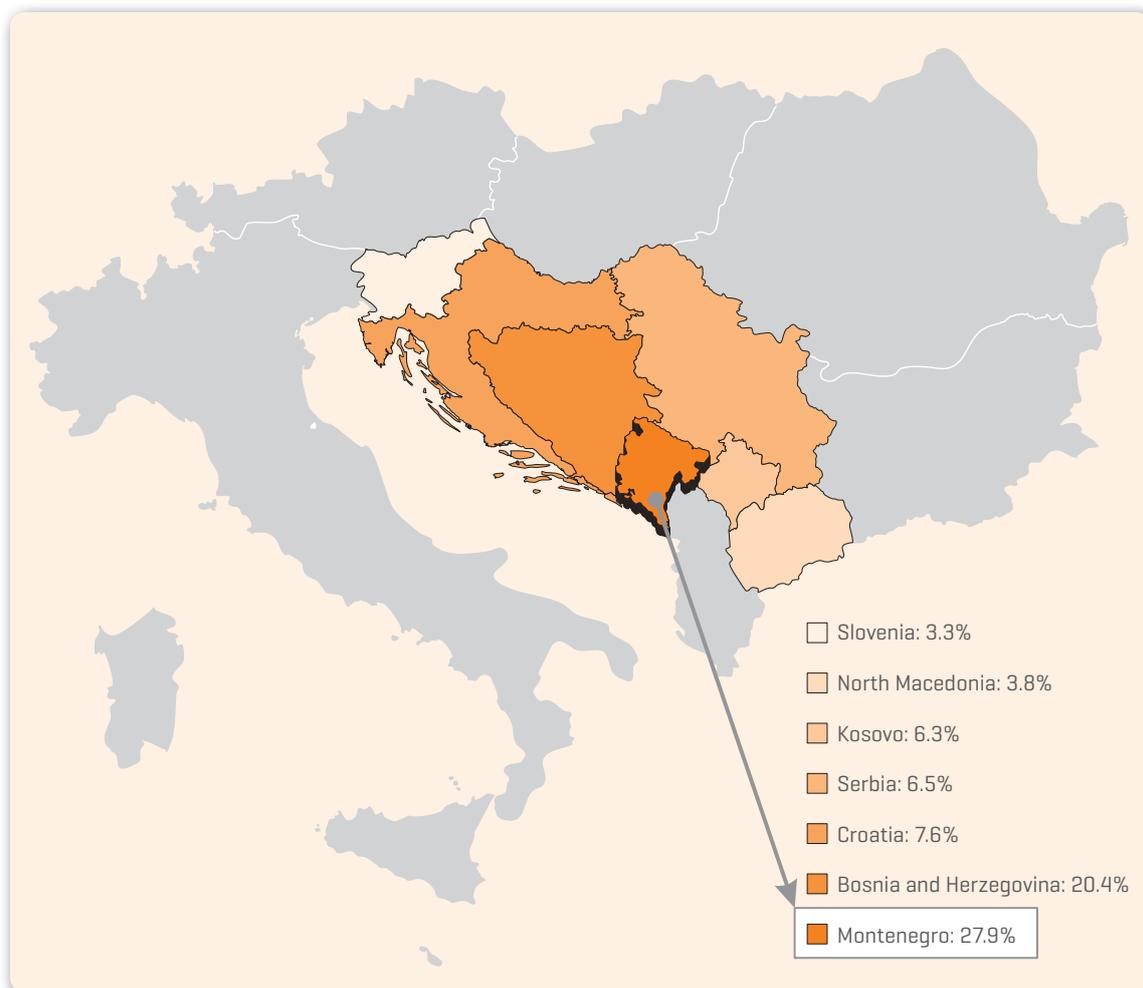 Slovenia: 3.3%
North Macedonia: 3.8%
Kosovo: 6.3%
Serbia: 6.5%
Croatia: 7.6%
Bosnia and Herzegovina: 20.4%
Montenegro: 27.9%